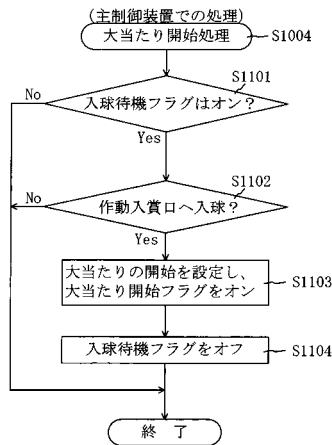 (主制御装置での処理)
大当たり開始処理
S1004
S1101
入球待機フラグはオン?
No
Yes
S1102
作動入賞口へ入球?
No
Yes
大当たりの開始を設定し、
大当たり開始フラグをオン
S1103
入球待機フラグをオフ
S1104
終 了